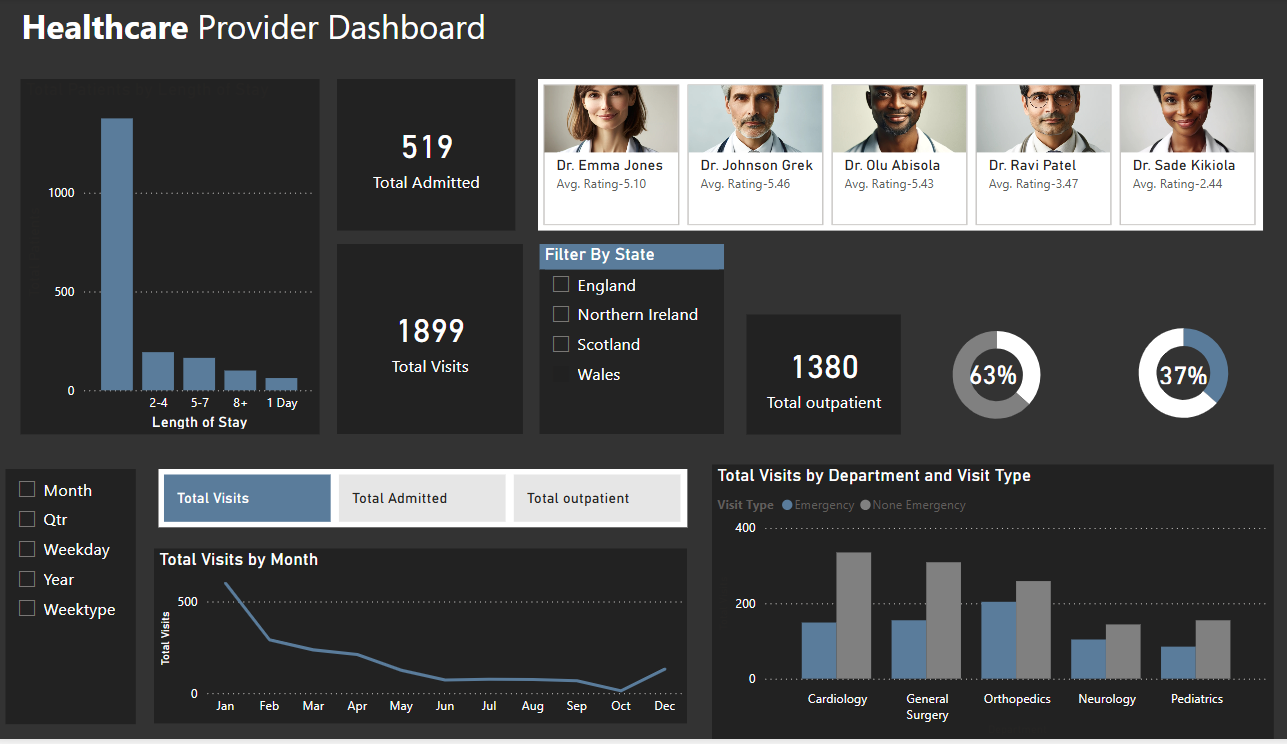 Healthcare Provider Dashboard
1000
500
0
2-4 5-7 8+ 1 Day
Length of Stay
519
Total Admitted
1899
Total Visits
Dr. Emma Jones
Avg. Rating-5.10
Dr. Johnson Grek
Avg. Rating-5.46
Dr. Olu Abisola
Avg. Rating-5.43
Dr. Ravi Patel
Avg. Rating-3.47
Dr. Sade Kikiola
Avg. Rating-2.44
Filter By State
England
Northern Ireland
Scotland
Wales
1380
Total outpatient
63%
37%
Month
Qtr
Weekday
Year
Weektype
Total Visits Total Admitted Total outpatient
Total Visits by Month
Total Visits
500
0
Jan Feb Mar Apr May Jun Jul Aug Sep Oct Dec
Total Visits by Department and Visit Type
Visit Type Emergency None Emergency
400
200
0
Cardiology
General
Surgery
Orthopedics
Neurology
Pediatrics